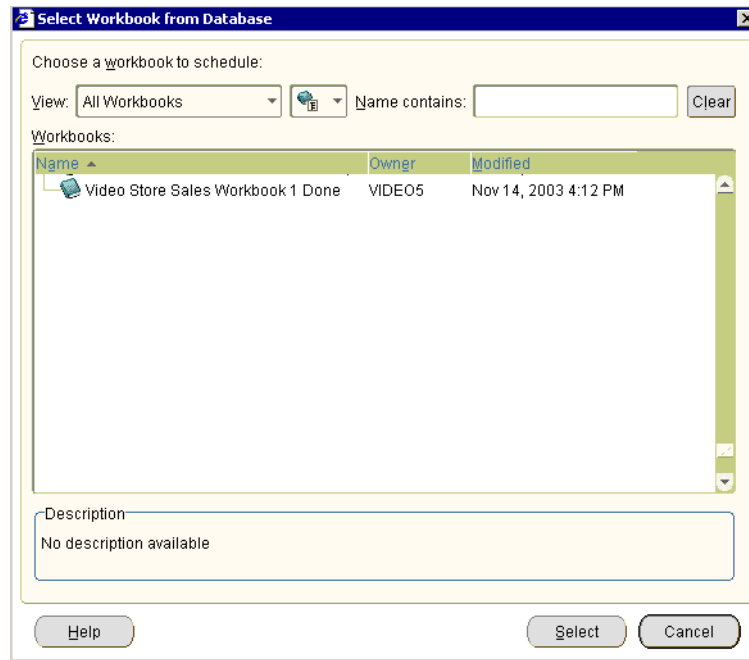 Select Workbook from Database
Choose a workbook to schedule:
View: All Workbooks Name contains: Clear
Workbooks:
Name Owner Modified
Video Store Sales Workbook 1 Done VIDEO5 Nov 14, 2003 4:12 PM
Description
No description available
Help Select Cancel